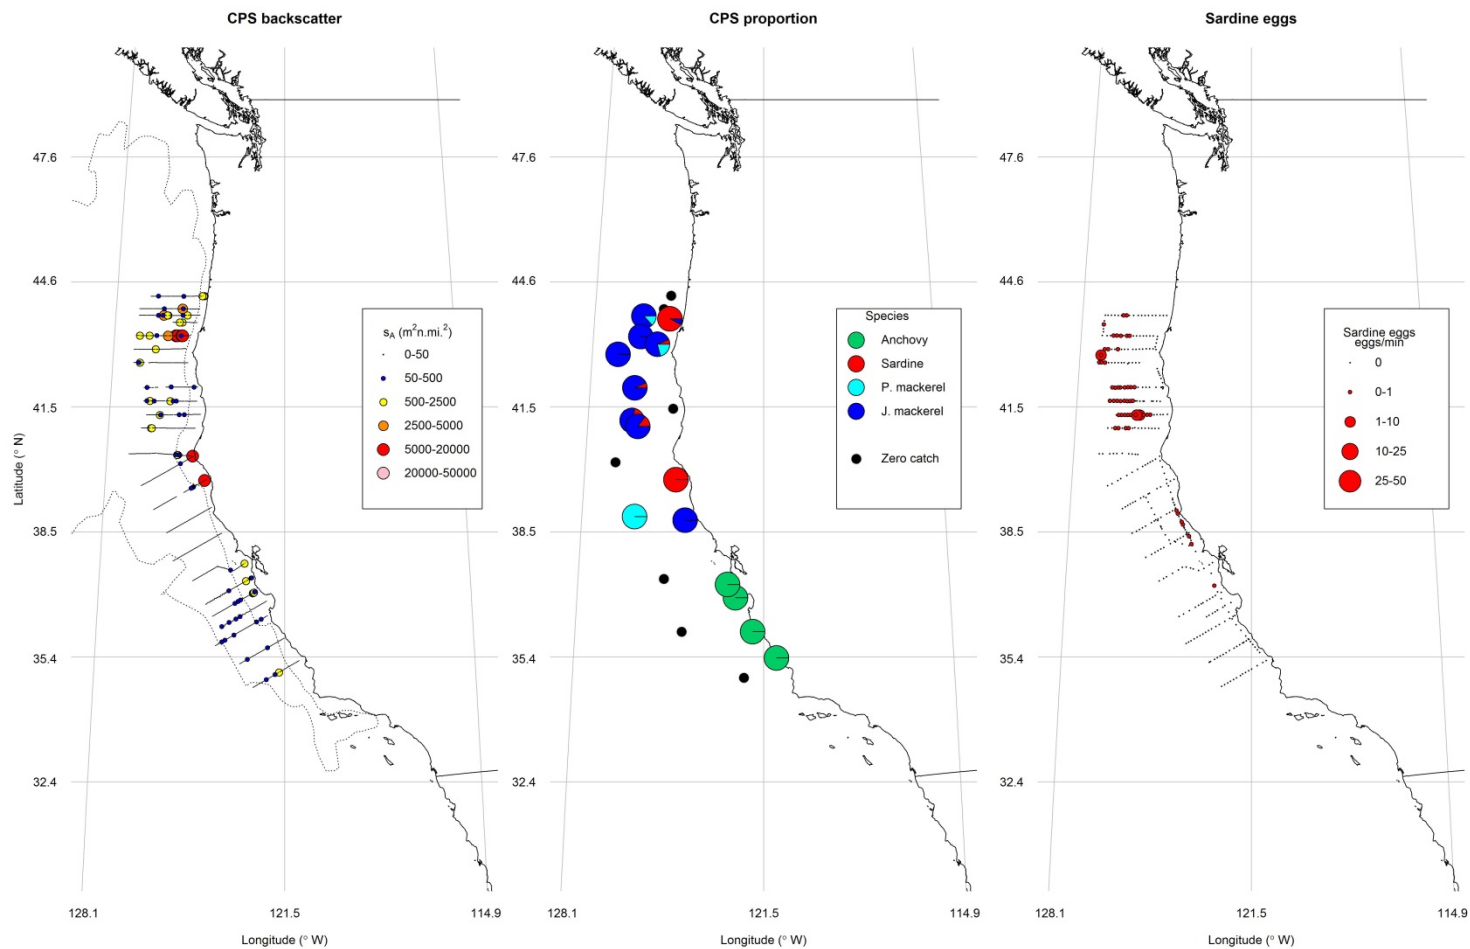 CPS backscatter
CPS proportion
Sardine eggs
Latitude (° N)
47.6
44.6
41.5
38.5
35.4
32.4
128.1
121.5
114.9
Longitude (° W)
s_A (m²n.mi.²)
0-50
50-500
500-2500
2500-5000
5000-20000
20000-50000
47.6
44.6
41.5
38.5
35.4
32.4
128.1
121.5
114.9
Longitude (° W)
Species
Anchovy
Sardine
P. mackerel
J. mackerel
Zero catch
47.6
44.6
41.5
38.5
35.4
32.4
128.1
121.5
114.9
Longitude (° W)
Sardine eggs
eggs/min
0
0-1
1-10
10-25
25-50